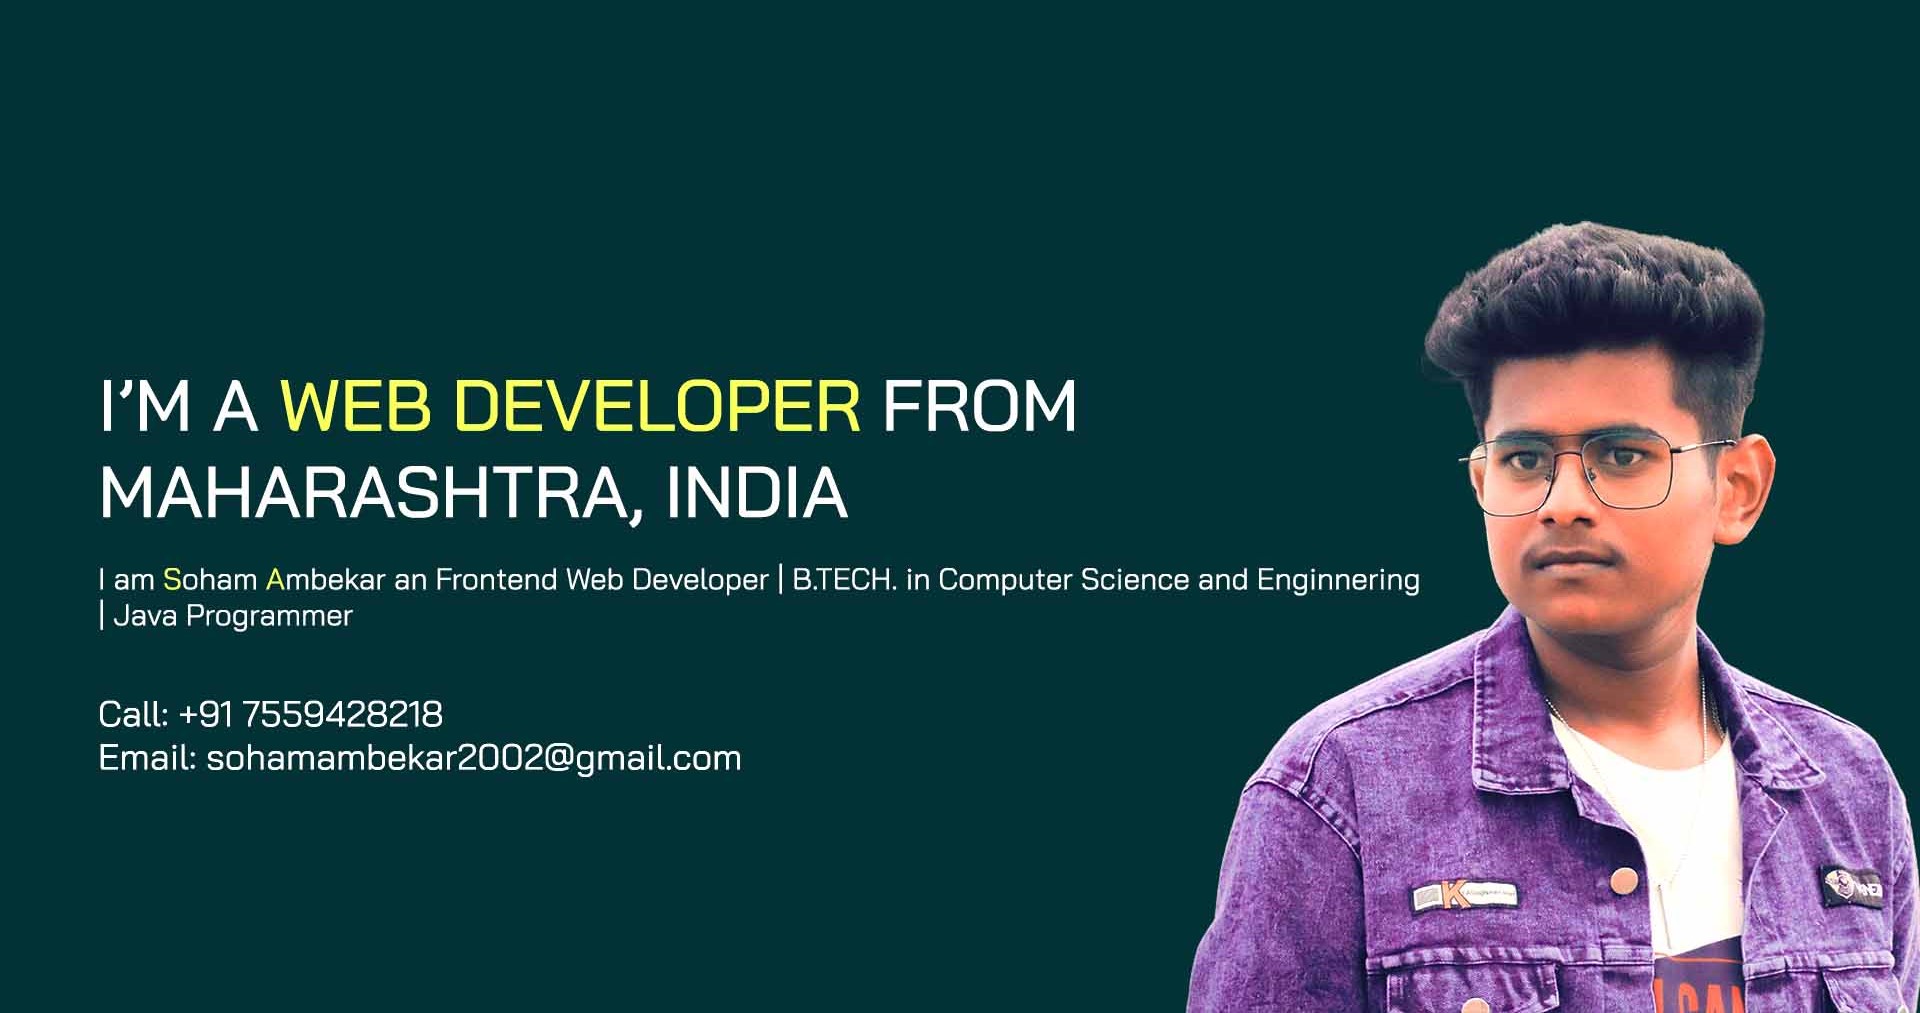 I'M A WEB DEVELOPER FROM
MAHARASHTRA, INDIA
I am Soham Ambekar an Frontend Web Developer | B.TECH. in Computer Science and Enginnering
| Java Programmer
Call: +91 7559428218
Email: sohamambekar2002@gmail.com
K